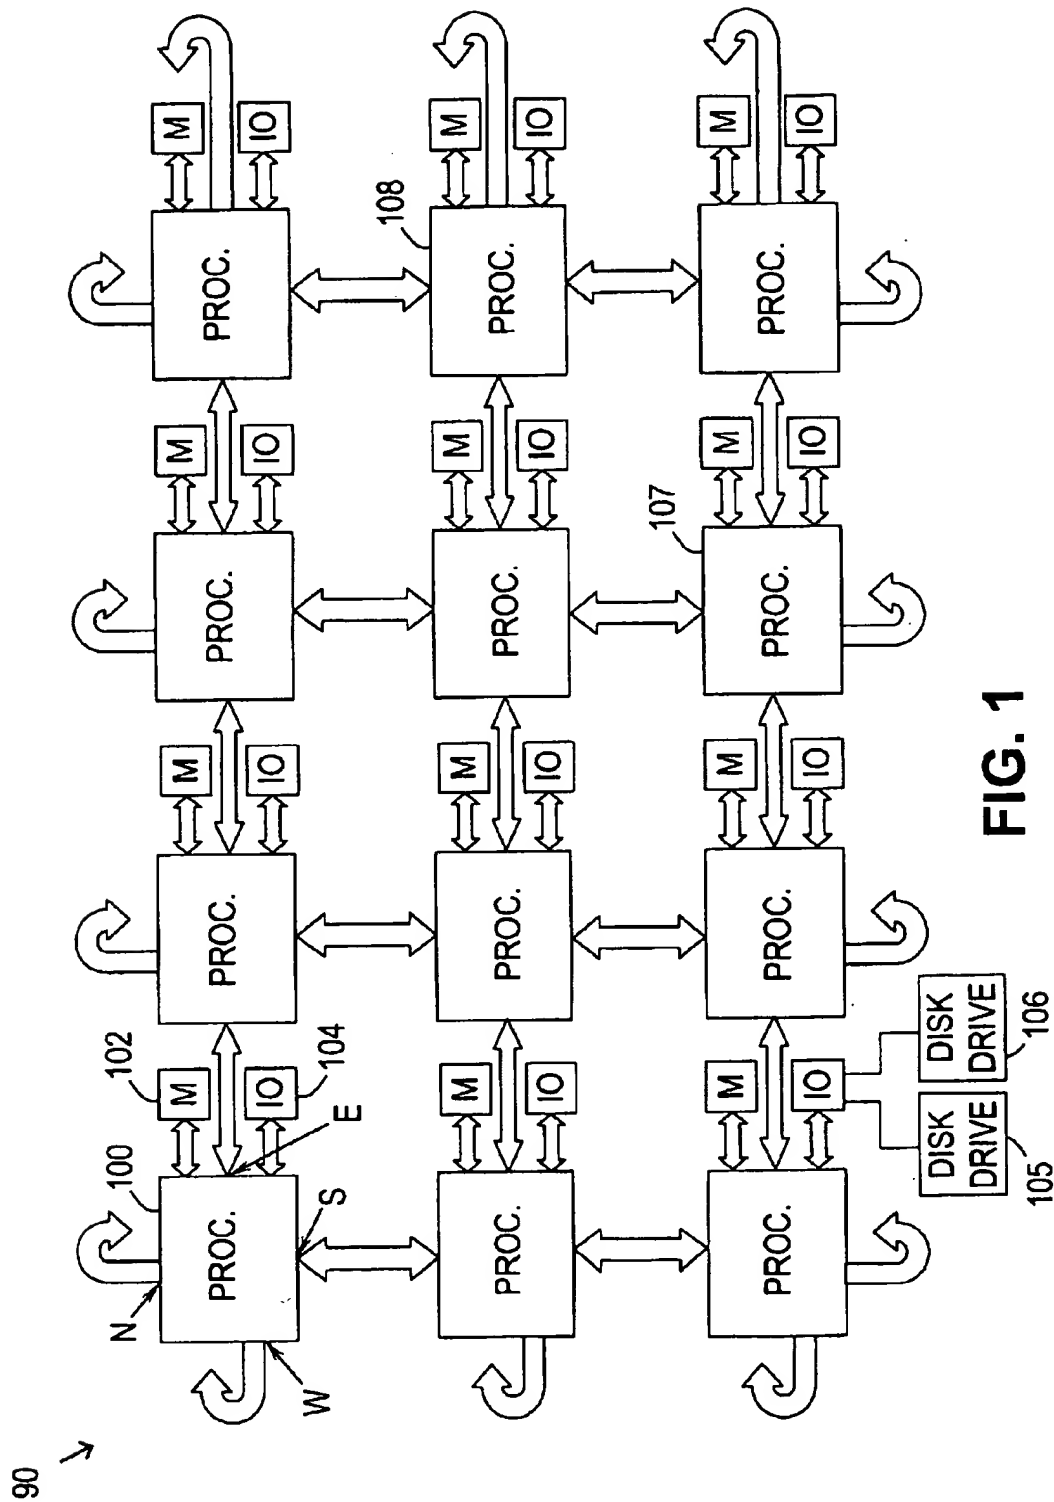 90
N
100
102
M
M
M
M
PROC.
PROC.
PROC.
PROC.
IO
IO
IO
IO
W
S
E
104
108
M
M
M
M
PROC.
PROC.
PROC.
PROC.
IO
IO
IO
IO
107
M
M
M
M
PROC.
PROC.
PROC.
PROC.
IO
IO
IO
IO
DISK
DRIVE
105
DISK
DRIVE
106
FIG. 1